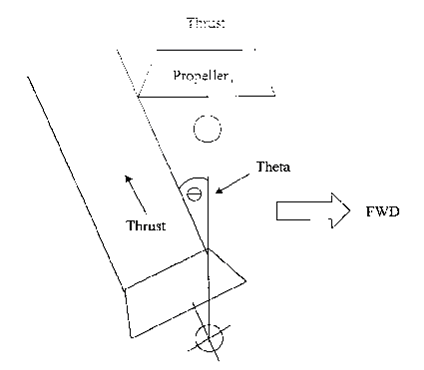 Thrust
Propeller
Theta
Θ
FWD
Thrust